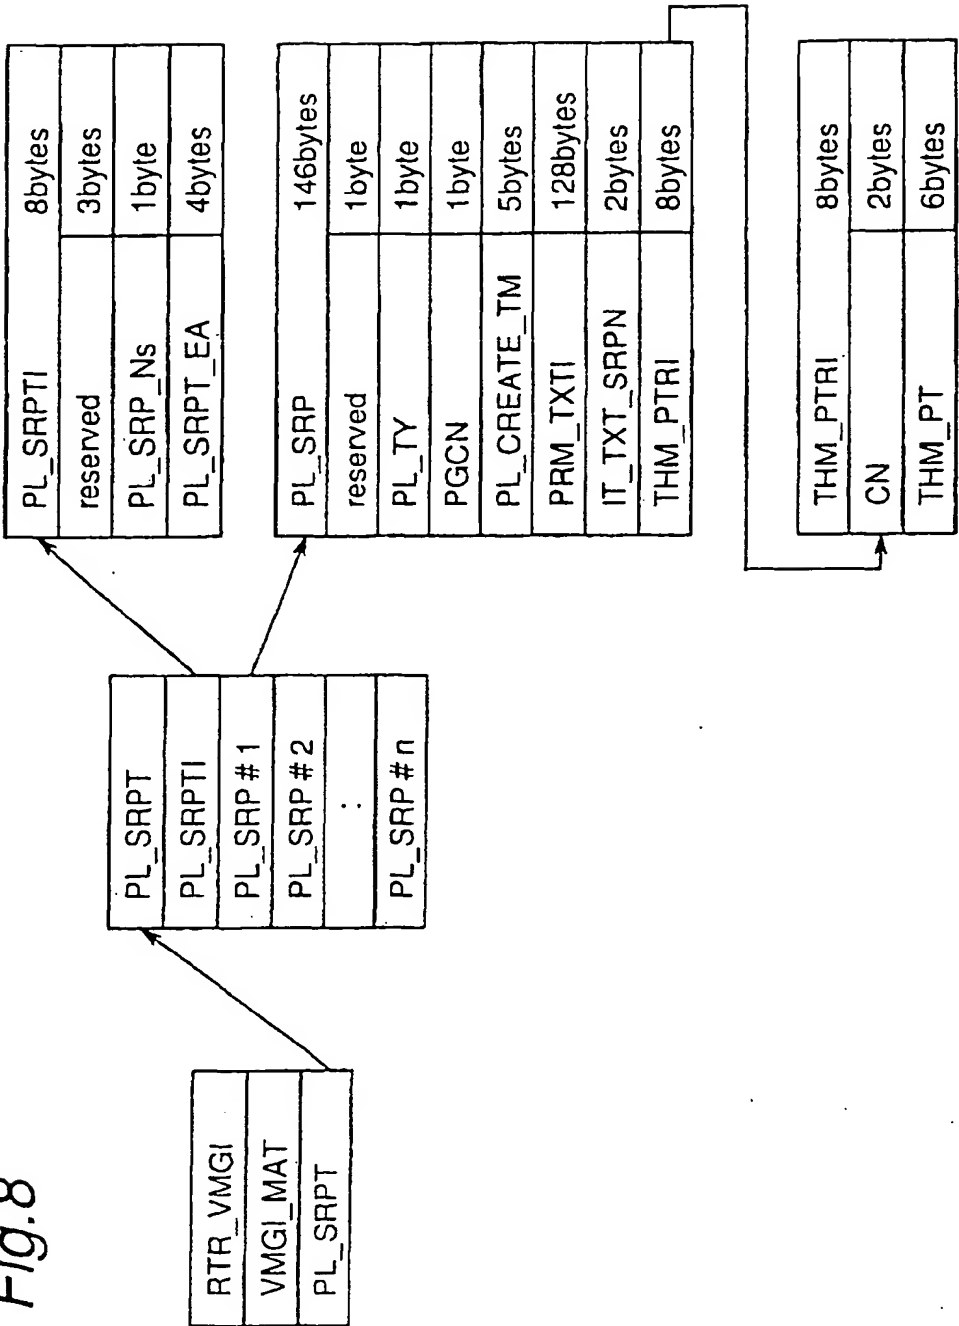 Fig.8
RTR_VMGI
VMGI_MAT
PL_SRPT
PL_SRPT
PL_SRPTI
PL_SRP#1
PL_SRP#2
:
PL_SRP#n
PL_SRPTI 8bytes
reserved 3bytes
PL_SRP_Ns 1byte
PL_SRPT_EA 4bytes
PL_SRP 146bytes
reserved 1byte
PL_TY 1byte
PGCN 1byte
PL_CREATE_TM 5bytes
PRM_TXTI 128bytes
IT_TXT_SRPN 2bytes
THM_PTRI 8bytes
THM_PTRI 8bytes
CN 2bytes
THM_PT 6bytes